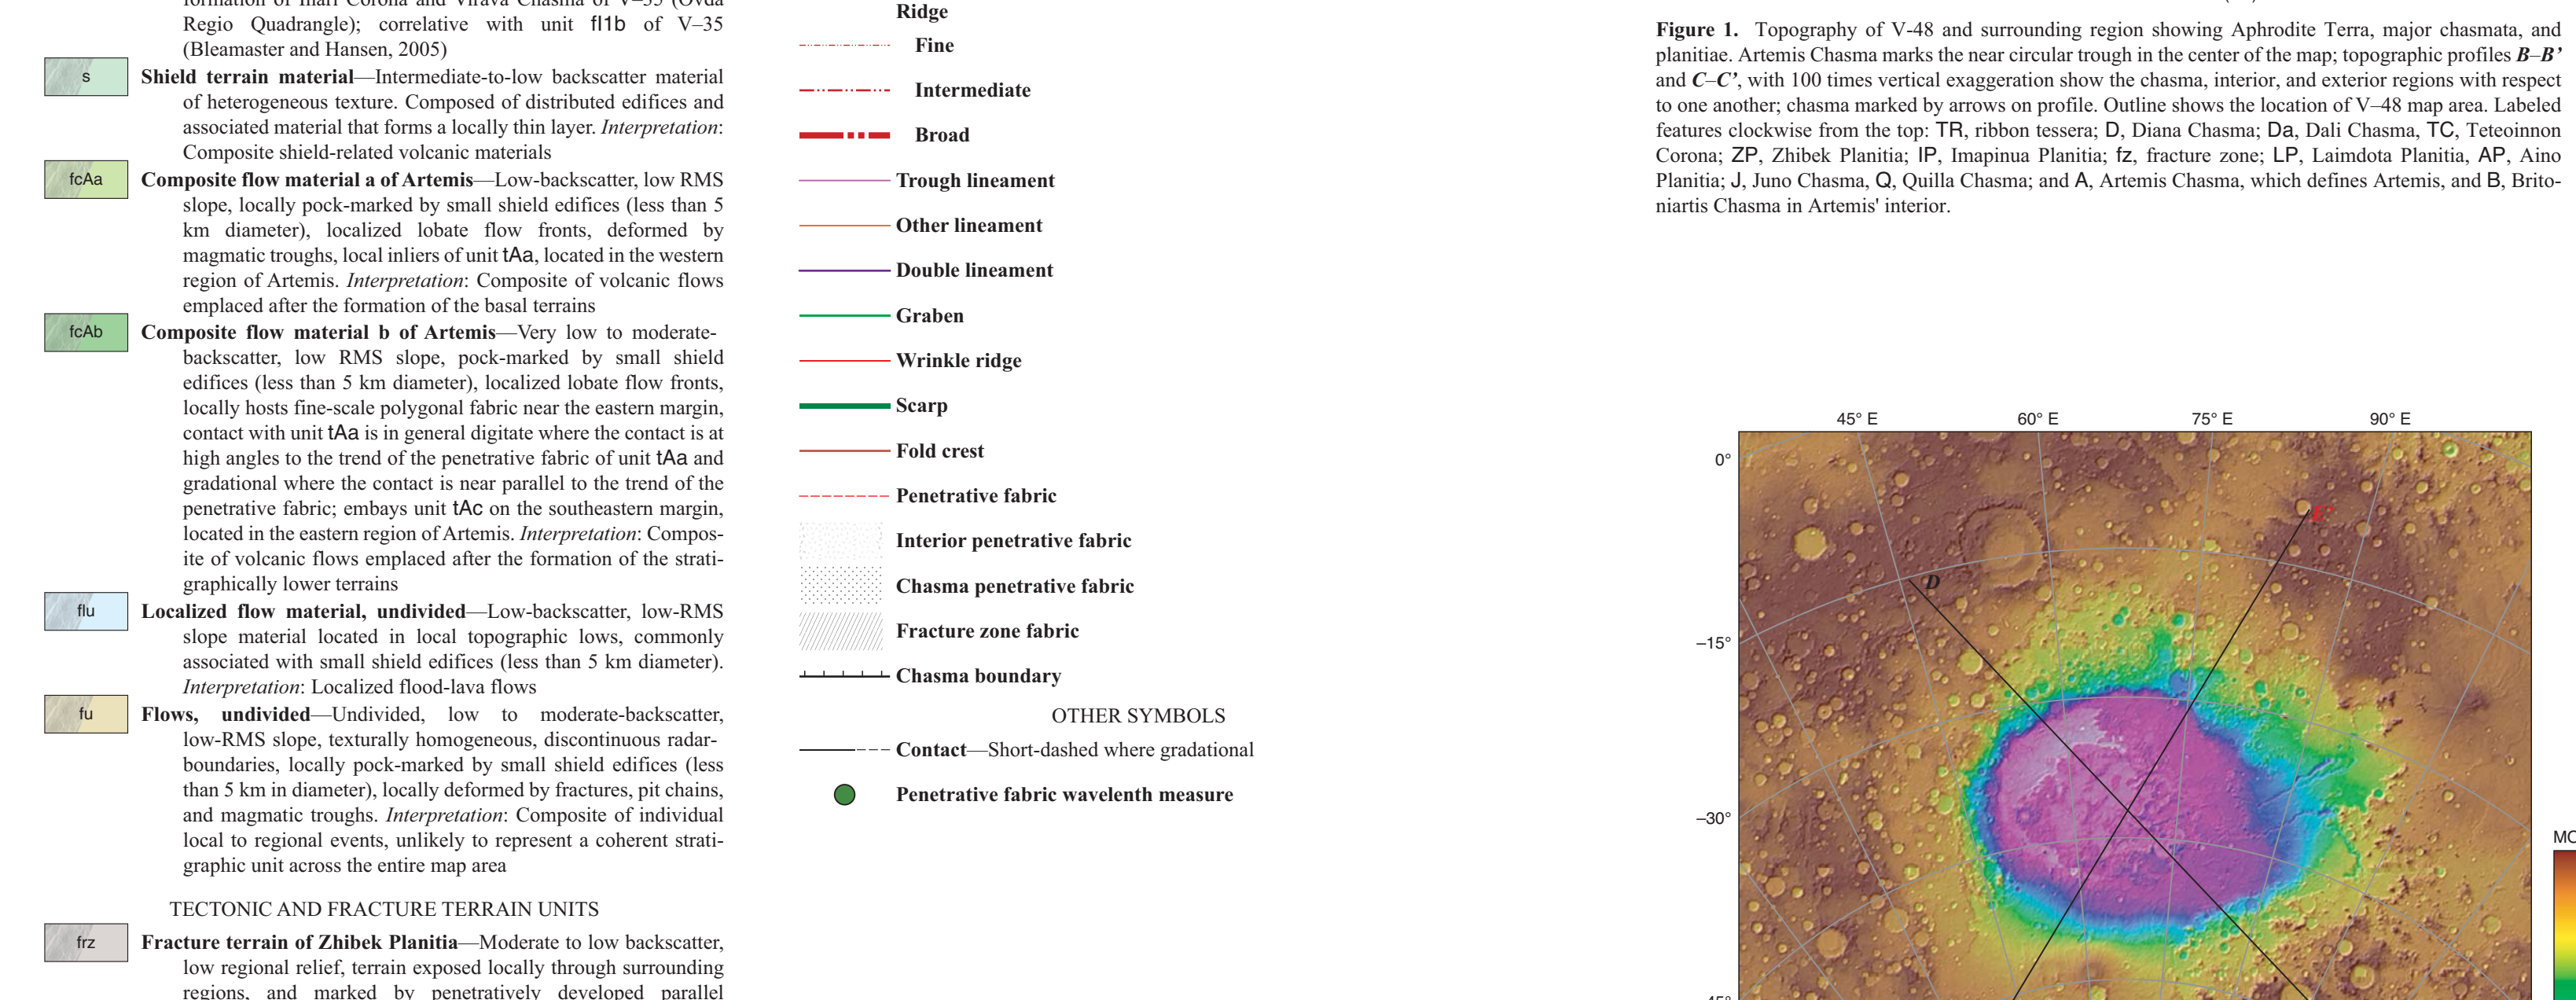 formation of Inari Corona and Virava Chasma of V–35 (Ovda
Regio Quadrangle); correlative with unit fl1b of V–35
(Bleamaster and Hansen, 2005)
s
Shield terrain material—Intermediate-to-low backscatter material
of heterogeneous texture. Composed of distributed edifices and
associated material that forms a locally thin layer. Interpretation:
Composite shield-related volcanic materials
fcAa
Composite flow material a of Artemis—Low-backscatter, low RMS
slope, locally pock-marked by small shield edifices (less than 5
km diameter), localized lobate flow fronts, deformed by
magmatic troughs, local inliers of unit tAa, located in the western
region of Artemis. Interpretation: Composite of volcanic flows
emplaced after the formation of the basal terrains
fcAb
Composite flow material b of Artemis—Very low to moderate-
backscatter, low RMS slope, pock-marked by small shield
edifices (less than 5 km diameter), localized lobate flow fronts,
locally hosts fine-scale polygonal fabric near the eastern margin,
contact with unit tAa is in general digitate where the contact is at
high angles to the trend of the penetrative fabric of unit tAa and
gradational where the contact is near parallel to the trend of the
penetrative fabric; embays unit tAc on the southeastern margin,
located in the eastern region of Artemis. Interpretation: Compos-
ite of volcanic flows emplaced after the formation of the strati-
graphically lower terrains
flu
Localized flow material, undivided—Low-backscatter, low-RMS
slope material located in local topographic lows, commonly
associated with small shield edifices (less than 5 km diameter).
Interpretation: Localized flood-lava flows
fu
Flows, undivided—Undivided, low to moderate-backscatter,
low-RMS slope, texturally homogeneous, discontinuous radar-
boundaries, locally pock-marked by small shield edifices (less
than 5 km in diameter), locally deformed by fractures, pit chains,
and magmatic troughs. Interpretation: Composite of individual
local to regional events, unlikely to represent a coherent strati-
graphic unit across the entire map area
TECTONIC AND FRACTURE TERRAIN UNITS
frz
Fracture terrain of Zhibek Planitia—Moderate to low backscatter,
low regional relief, terrain exposed locally through surrounding
regions, and marked by penetratively developed parallel
Ridge
Fine
Intermediate
Broad
Trough lineament
Other lineament
Double lineament
Graben
Wrinkle ridge
Scarp
Fold crest
Penetrative fabric
Interior penetrative fabric
Chasma penetrative fabric
Fracture zone fabric
Chasma boundary
OTHER SYMBOLS
Contact—Short-dashed where gradational
Penetrative fabric wavelenth measure
Figure 1. Topography of V-48 and surrounding region showing Aphrodite Terra, major chasmata, and
planitiae. Artemis Chasma marks the near circular trough in the center of the map; topographic profiles B–B’
and C–C’, with 100 times vertical exaggeration show the chasma, interior, and exterior regions with respect
to one another; chasma marked by arrows on profile. Outline shows the location of V–48 map area. Labeled
features clockwise from the top: TR, ribbon tessera; D, Diana Chasma; Da, Dali Chasma, TC, Teteoinnon
Corona; ZP, Zhibek Planitia; IP, Imapinua Planitia; fz, fracture zone; LP, Laimdota Planitia, AP, Aino
Planitia; J, Juno Chasma, Q, Quilla Chasma; and A, Artemis Chasma, which defines Artemis, and B, Brito-
niartis Chasma in Artemis' interior.
45° E 60° E 75° E 90° E
0°
E’
D
–15°
–30°